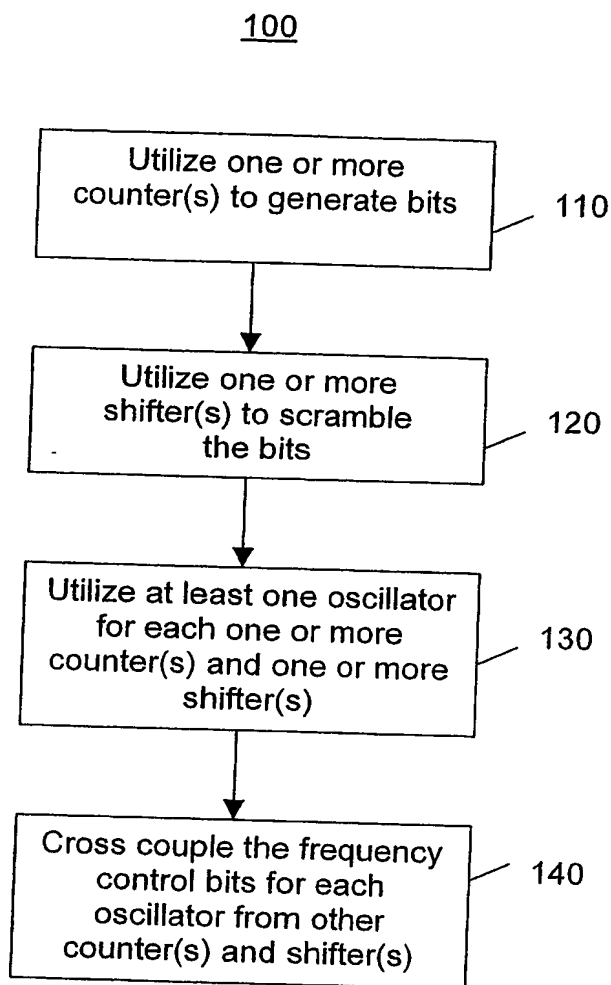 100
Utilize one or more
counter(s) to generate bits
110
Utilize one or more
shifter(s) to scramble
the bits
120
Utilize at least one oscillator
for each one or more
counter(s) and one or more
shifter(s)
130
Cross couple the frequency
control bits for each
oscillator from other
counter(s) and shifter(s)
140